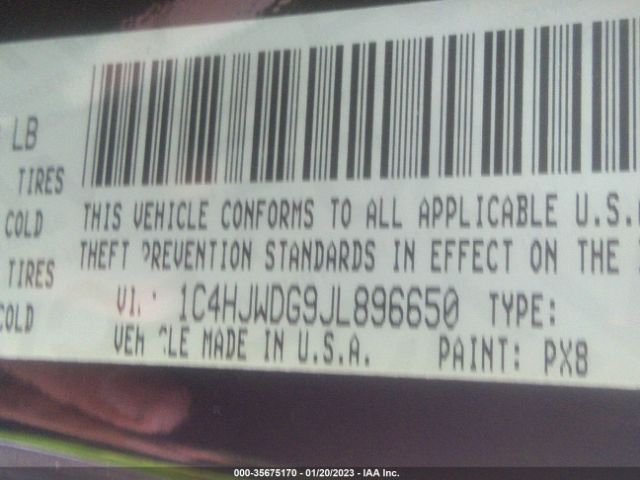 LB
TIRES
COLD
TIRES
COLD
THIS VEHICLE CONFORMS TO ALL APPLICABLE U.S.
THEFT PREVENTION STANDARDS IN EFFECT ON THE
1C4HJWDG9JL896650 TYPE:
MADE IN U.S.A. PAINT: PX8
000-35675170 - 01/20/2023 - IAA Inc.